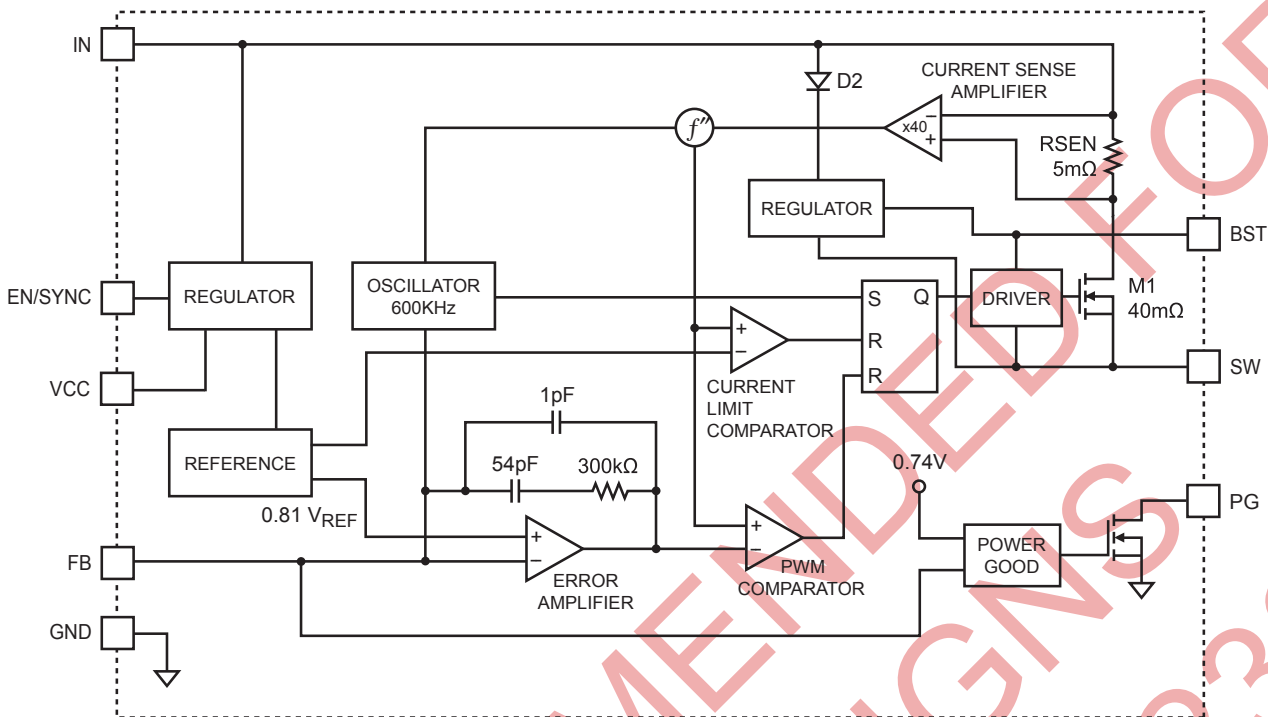 IN
D2
CURRENT SENSE
AMPLIFIER
f″
x40
−
+
RSEN
5mΩ
REGULATOR
BST
EN/SYNC
REGULATOR
OSCILLATOR
600KHz
S
Q
R
R
DRIVER
M1
40mΩ
+
−
VCC
CURRENT
LIMIT
COMPARATOR
SW
1pF
54pF
300kΩ
REFERENCE
0.81 VREF
0.74V
PG
FB
+
−
ERROR
AMPLIFIER
+
−
PWM
COMPARATOR
POWER
GOOD
GND